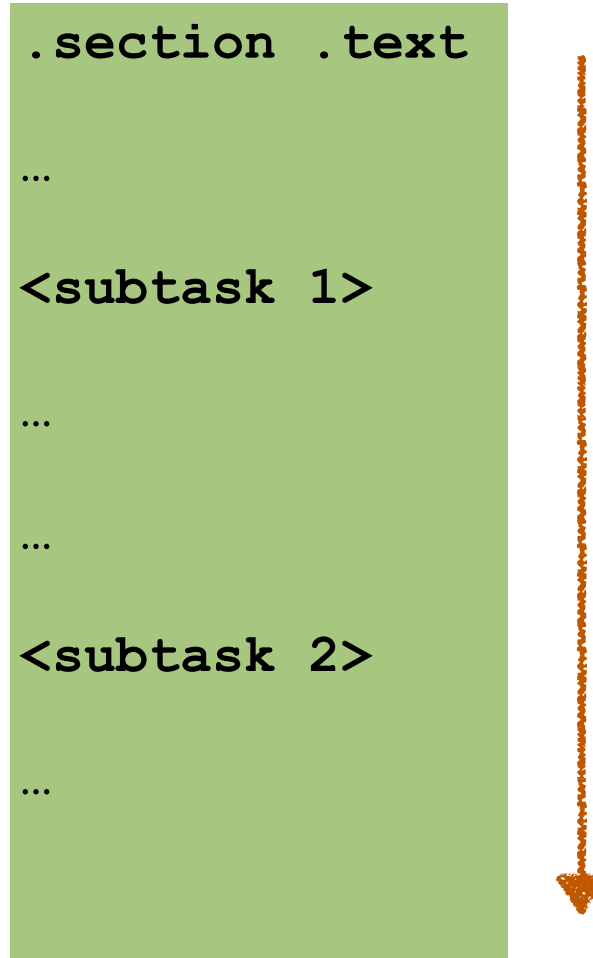 .section .text
…
<subtask 1>
…
…
<subtask 2>
…